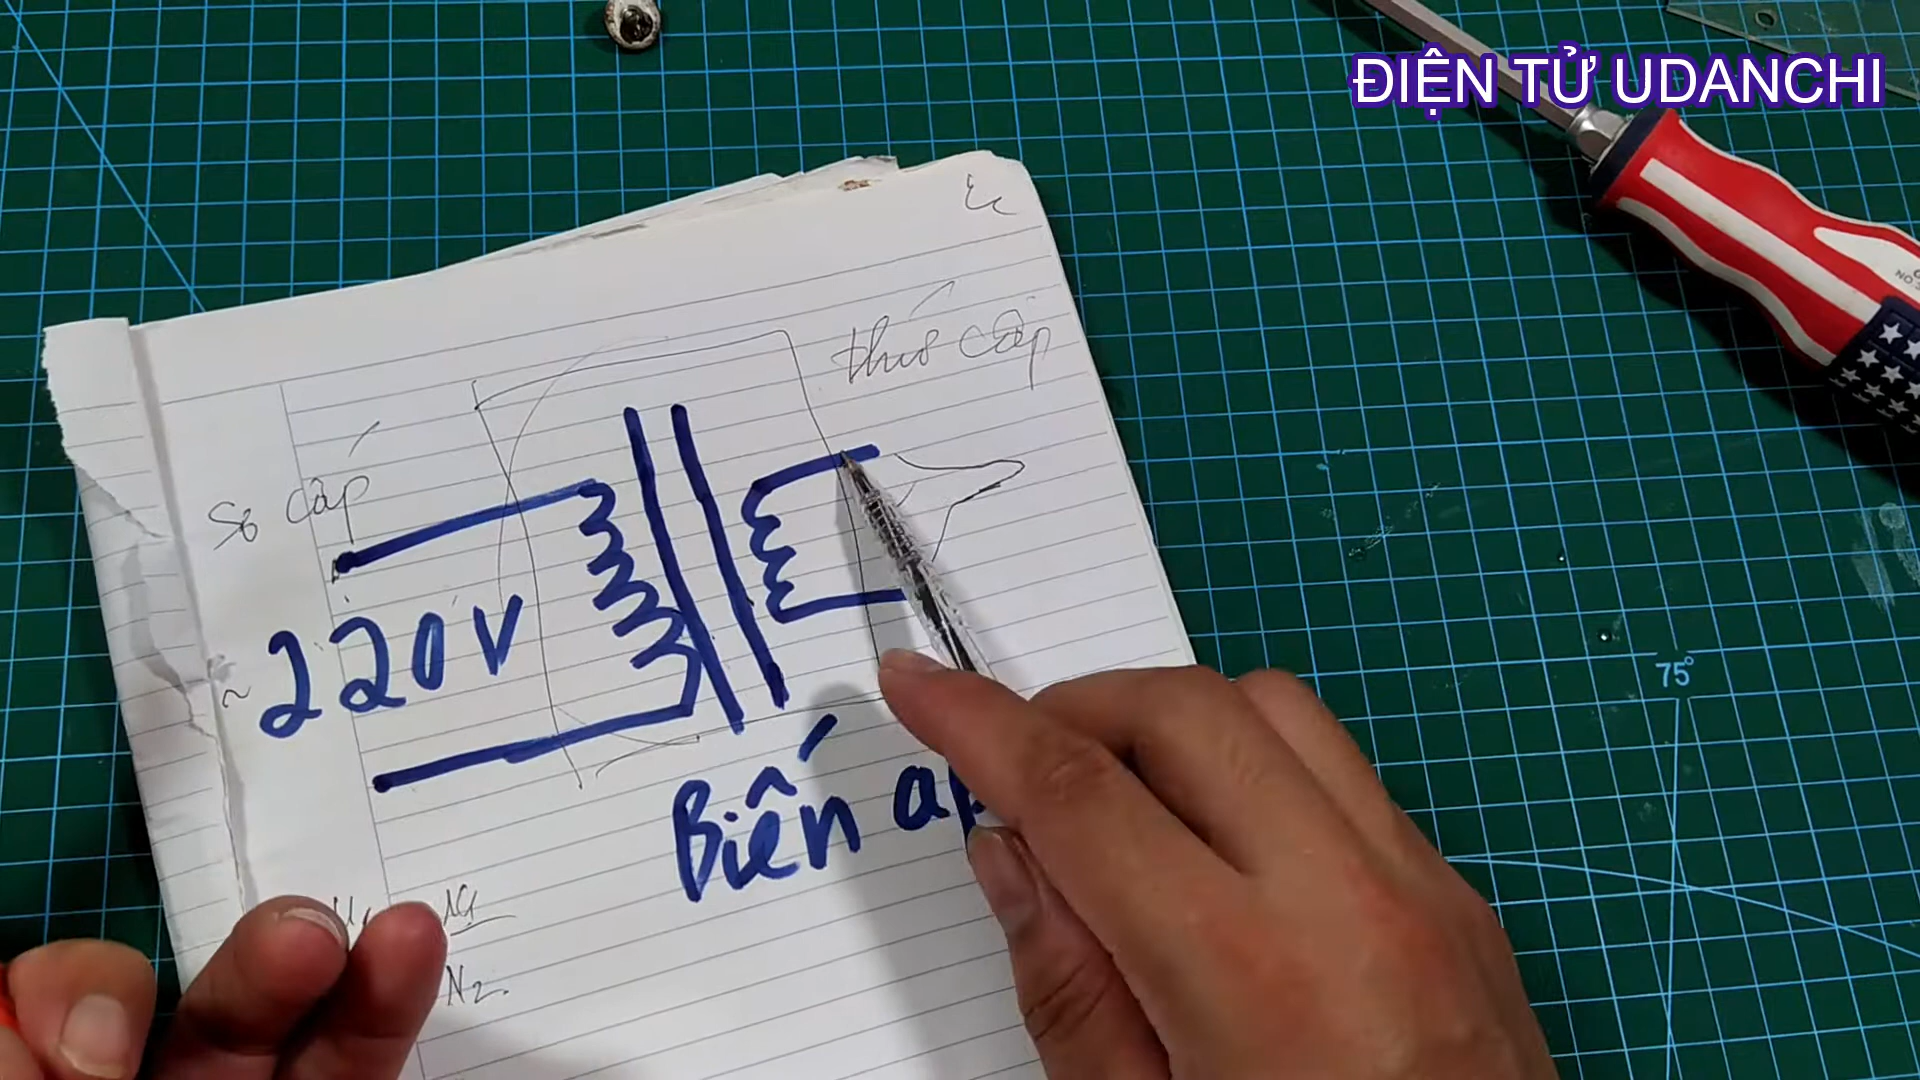 ĐIỆN TỬ UDANCHI
thứ cấp
sơ cấp
~220V
Biến áp
75°
N1
N2